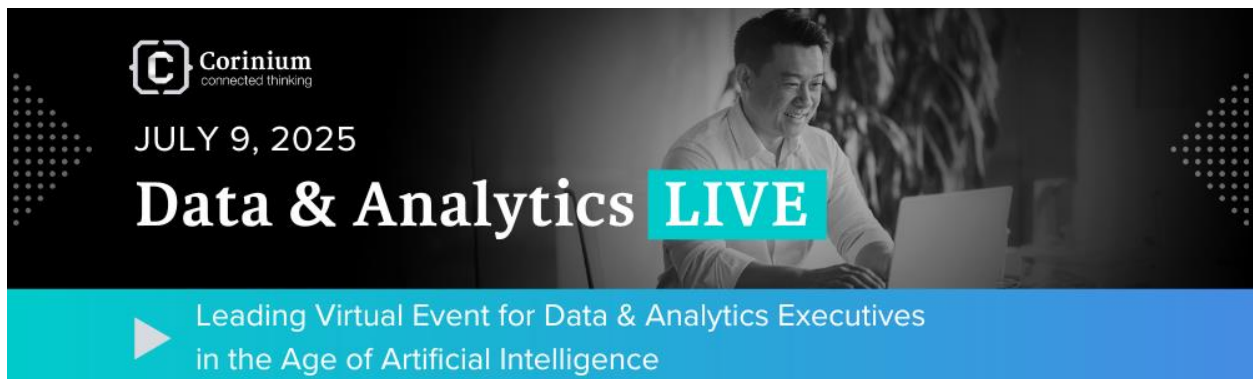 Corinium
connected thinking
JULY 9, 2025
Data & Analytics LIVE
Leading Virtual Event for Data & Analytics Executives
in the Age of Artificial Intelligence